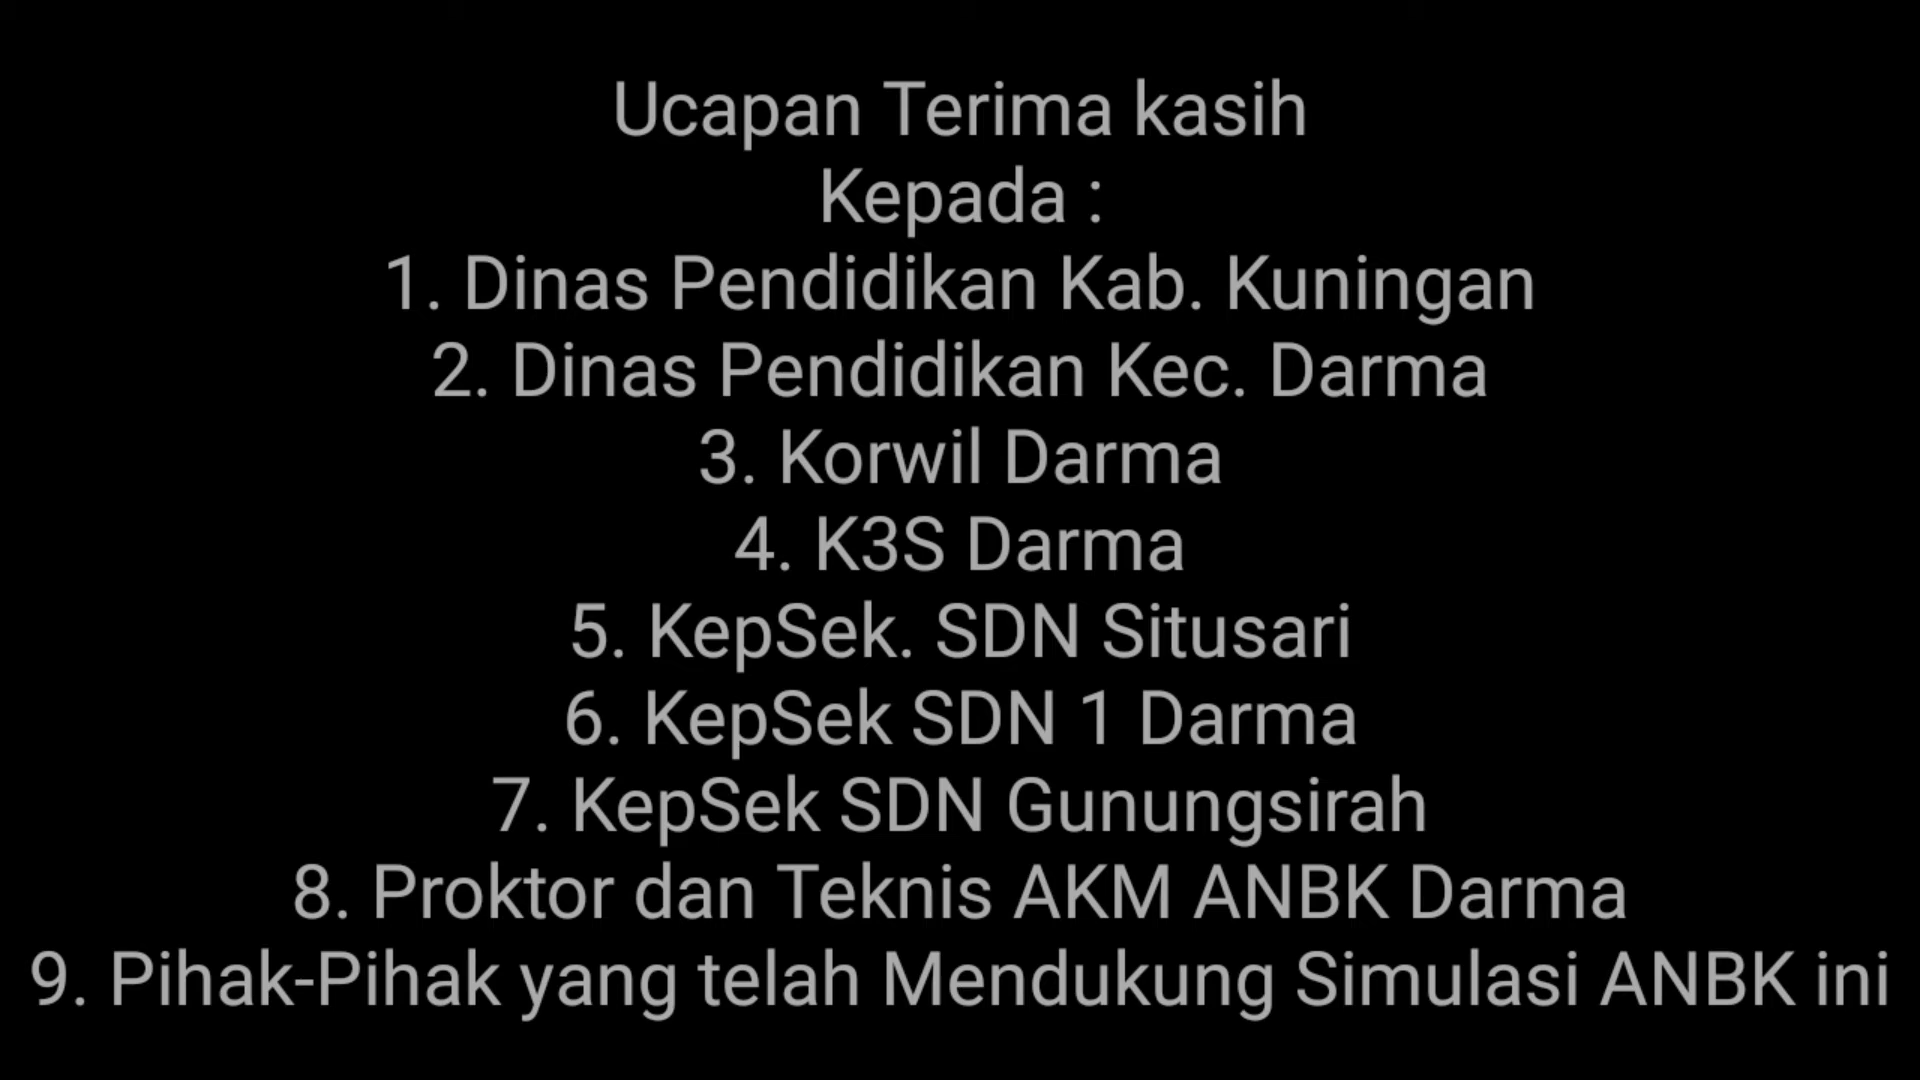 Ucapan Terima kasih
Kepada :
1. Dinas Pendidikan Kab. Kuningan
2. Dinas Pendidikan Kec. Darma
3. Korwil Darma
4. K3S Darma
5. KepSek. SDN Situsari
6. KepSek SDN 1 Darma
7. KepSek SDN Gunungsirah
8. Proktor dan Teknis AKM ANBK Darma
9. Pihak-Pihak yang telah Mendukung Simulasi ANBK ini